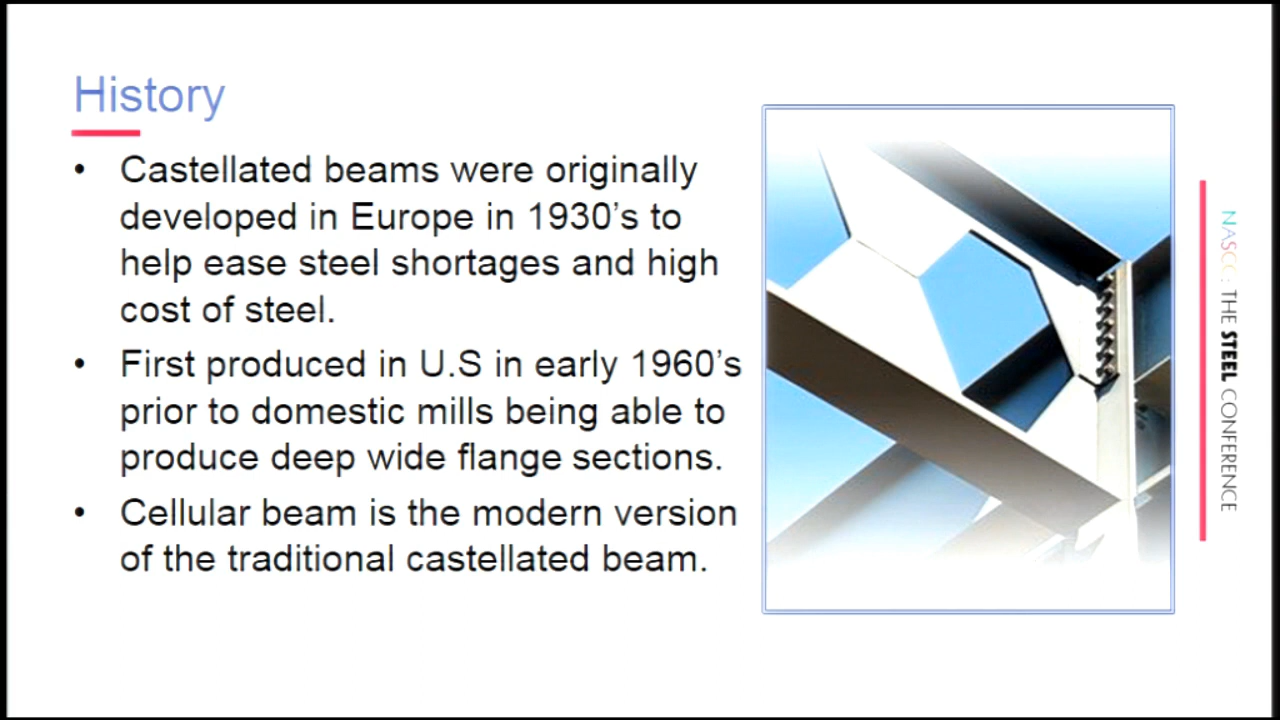 History
• Castellated beams were originally
developed in Europe in 1930's to
help ease steel shortages and high
cost of steel.
• First produced in U.S in early 1960's
prior to domestic mills being able to
produce deep wide flange sections.
• Cellular beam is the modern version
of the traditional castellated beam.
NASCC: THE STEEL CONFERENCE